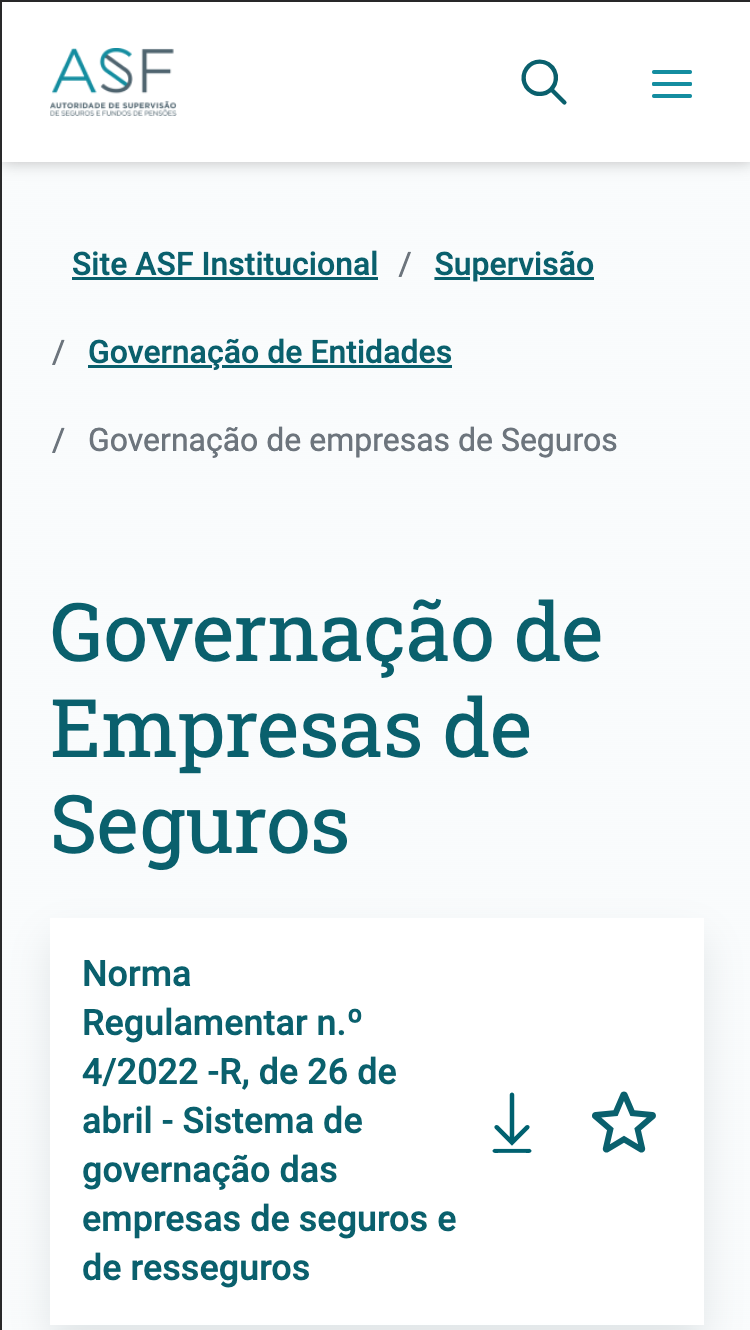 ASF
AUTORIDADE DE SUPERVISÃO
DE SEGUROS E FUNDOS DE PENSÕES
Site ASF Institucional / Supervisão
/ Governação de Entidades
/ Governação de empresas de Seguros
Governação de
Empresas de
Seguros
Norma
Regulamentar n.º
4/2022 -R, de 26 de
abril - Sistema de
governação das
empresas de seguros e
de resseguros